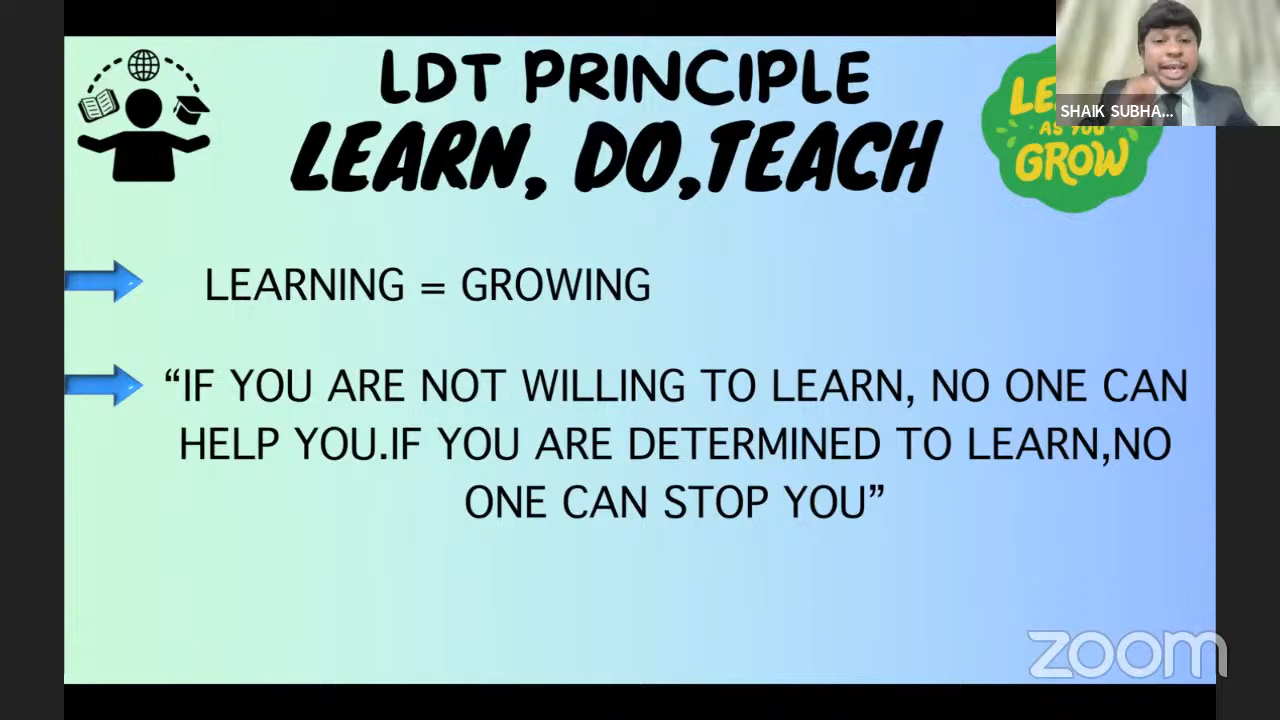 LDT PRINCIPLE
LEARN, DO,TEACH
AS YOU
GROW
SHAIK SUBHA...
LEARNING = GROWING
“IF YOU ARE NOT WILLING TO LEARN, NO ONE CAN
HELP YOU.IF YOU ARE DETERMINED TO LEARN,NO
ONE CAN STOP YOU”
zoom